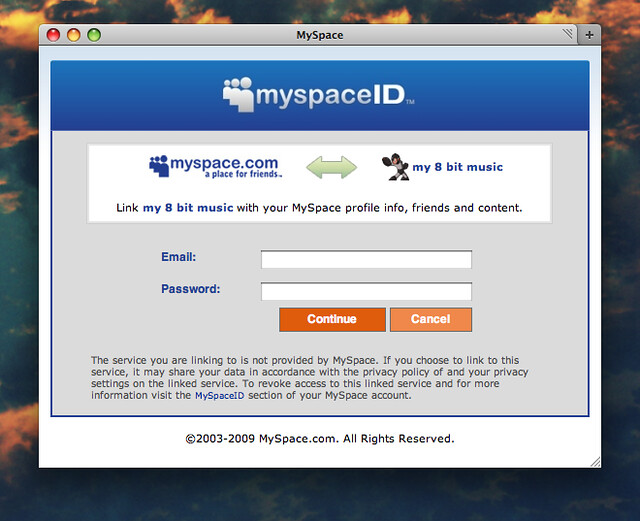 MySpace
myspaceID™
myspace.com
a place for friends™
my 8 bit music
Link my 8 bit music with your MySpace profile info, friends and content.
Email:
Password:
Continue Cancel
The service you are linking to is not provided by MySpace. If you choose to link to this
service, it may share your data in accordance with the privacy policy of and your privacy
settings on the linked service. To revoke access to this linked service and for more
information visit the MySpaceID section of your MySpace account.
©2003-2009 MySpace.com. All Rights Reserved.